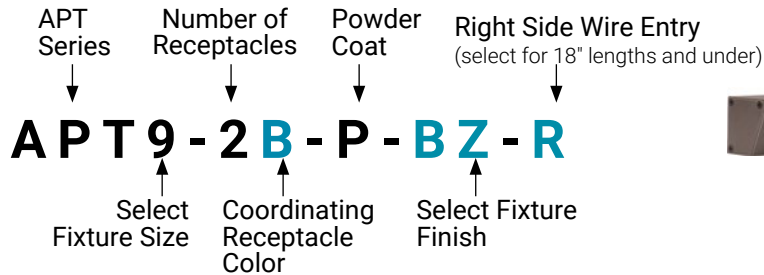 APT
Series
Number of
Receptacles
Powder
Coat
Right Side Wire Entry
(select for 18" lengths and under)
APT9-2B-P-BZ-R
Select
Fixture Size
Coordinating
Receptacle
Color
Select Fixture
Finish